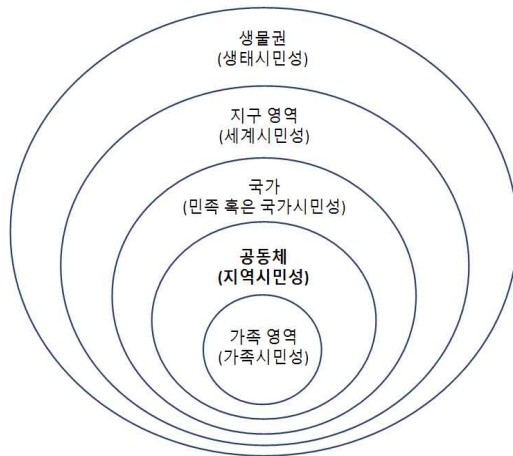 생물권
(생태시민성)
지구 영역
(세계시민성)
국가
(민족 혹은 국가시민성)
공동체
(지역시민성)
가족 영역
(가족시민성)